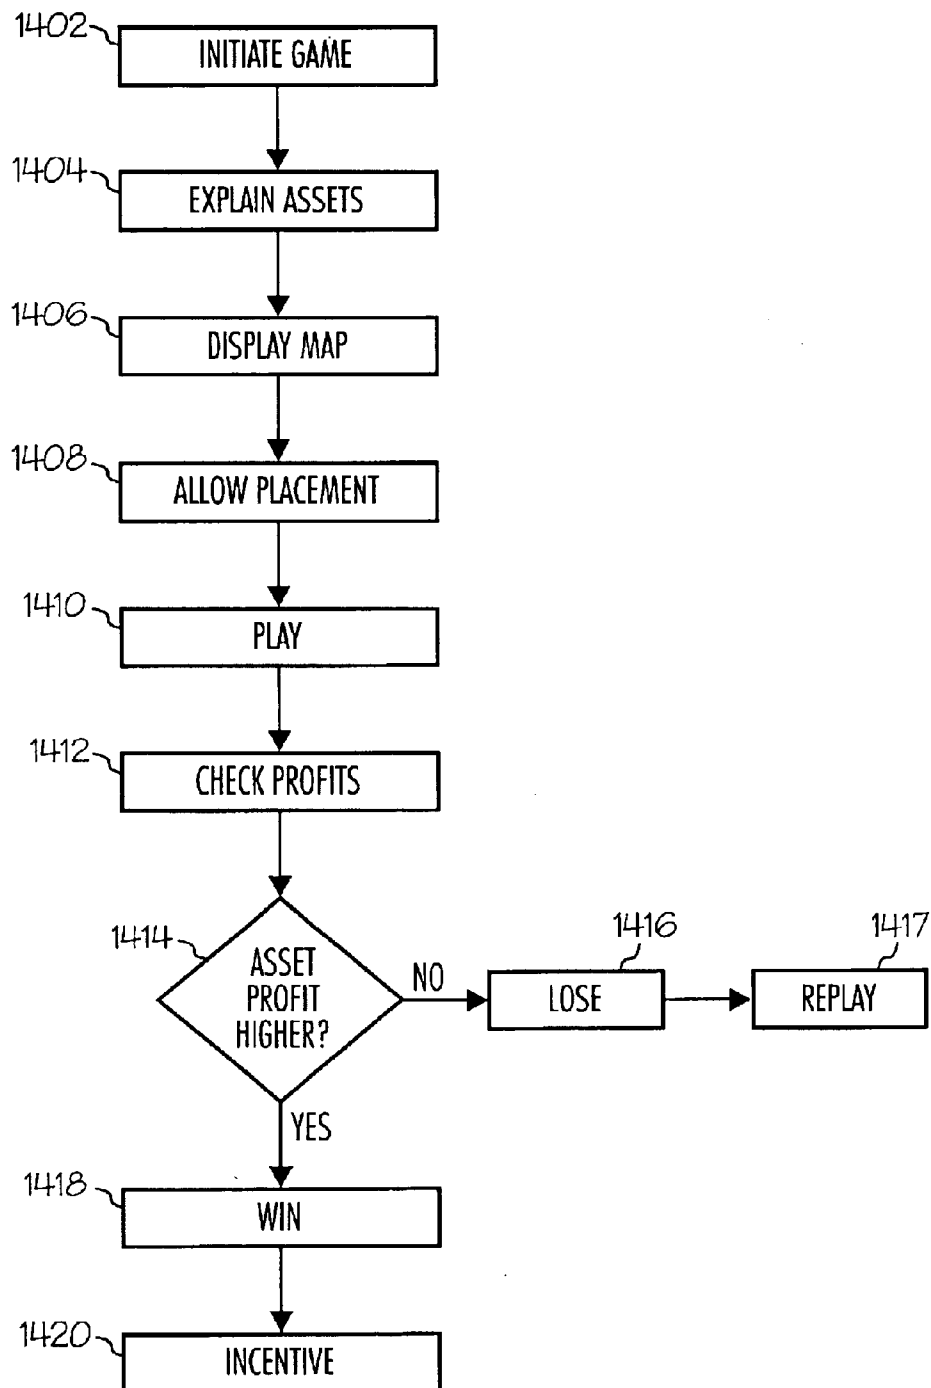 1402
INITIATE GAME
1404
EXPLAIN ASSETS
1406
DISPLAY MAP
1408
ALLOW PLACEMENT
1410
PLAY
1412
CHECK PROFITS
1414
ASSET
PROFIT
HIGHER?
NO
1416
LOSE
1417
REPLAY
YES
1418
WIN
1420
INCENTIVE